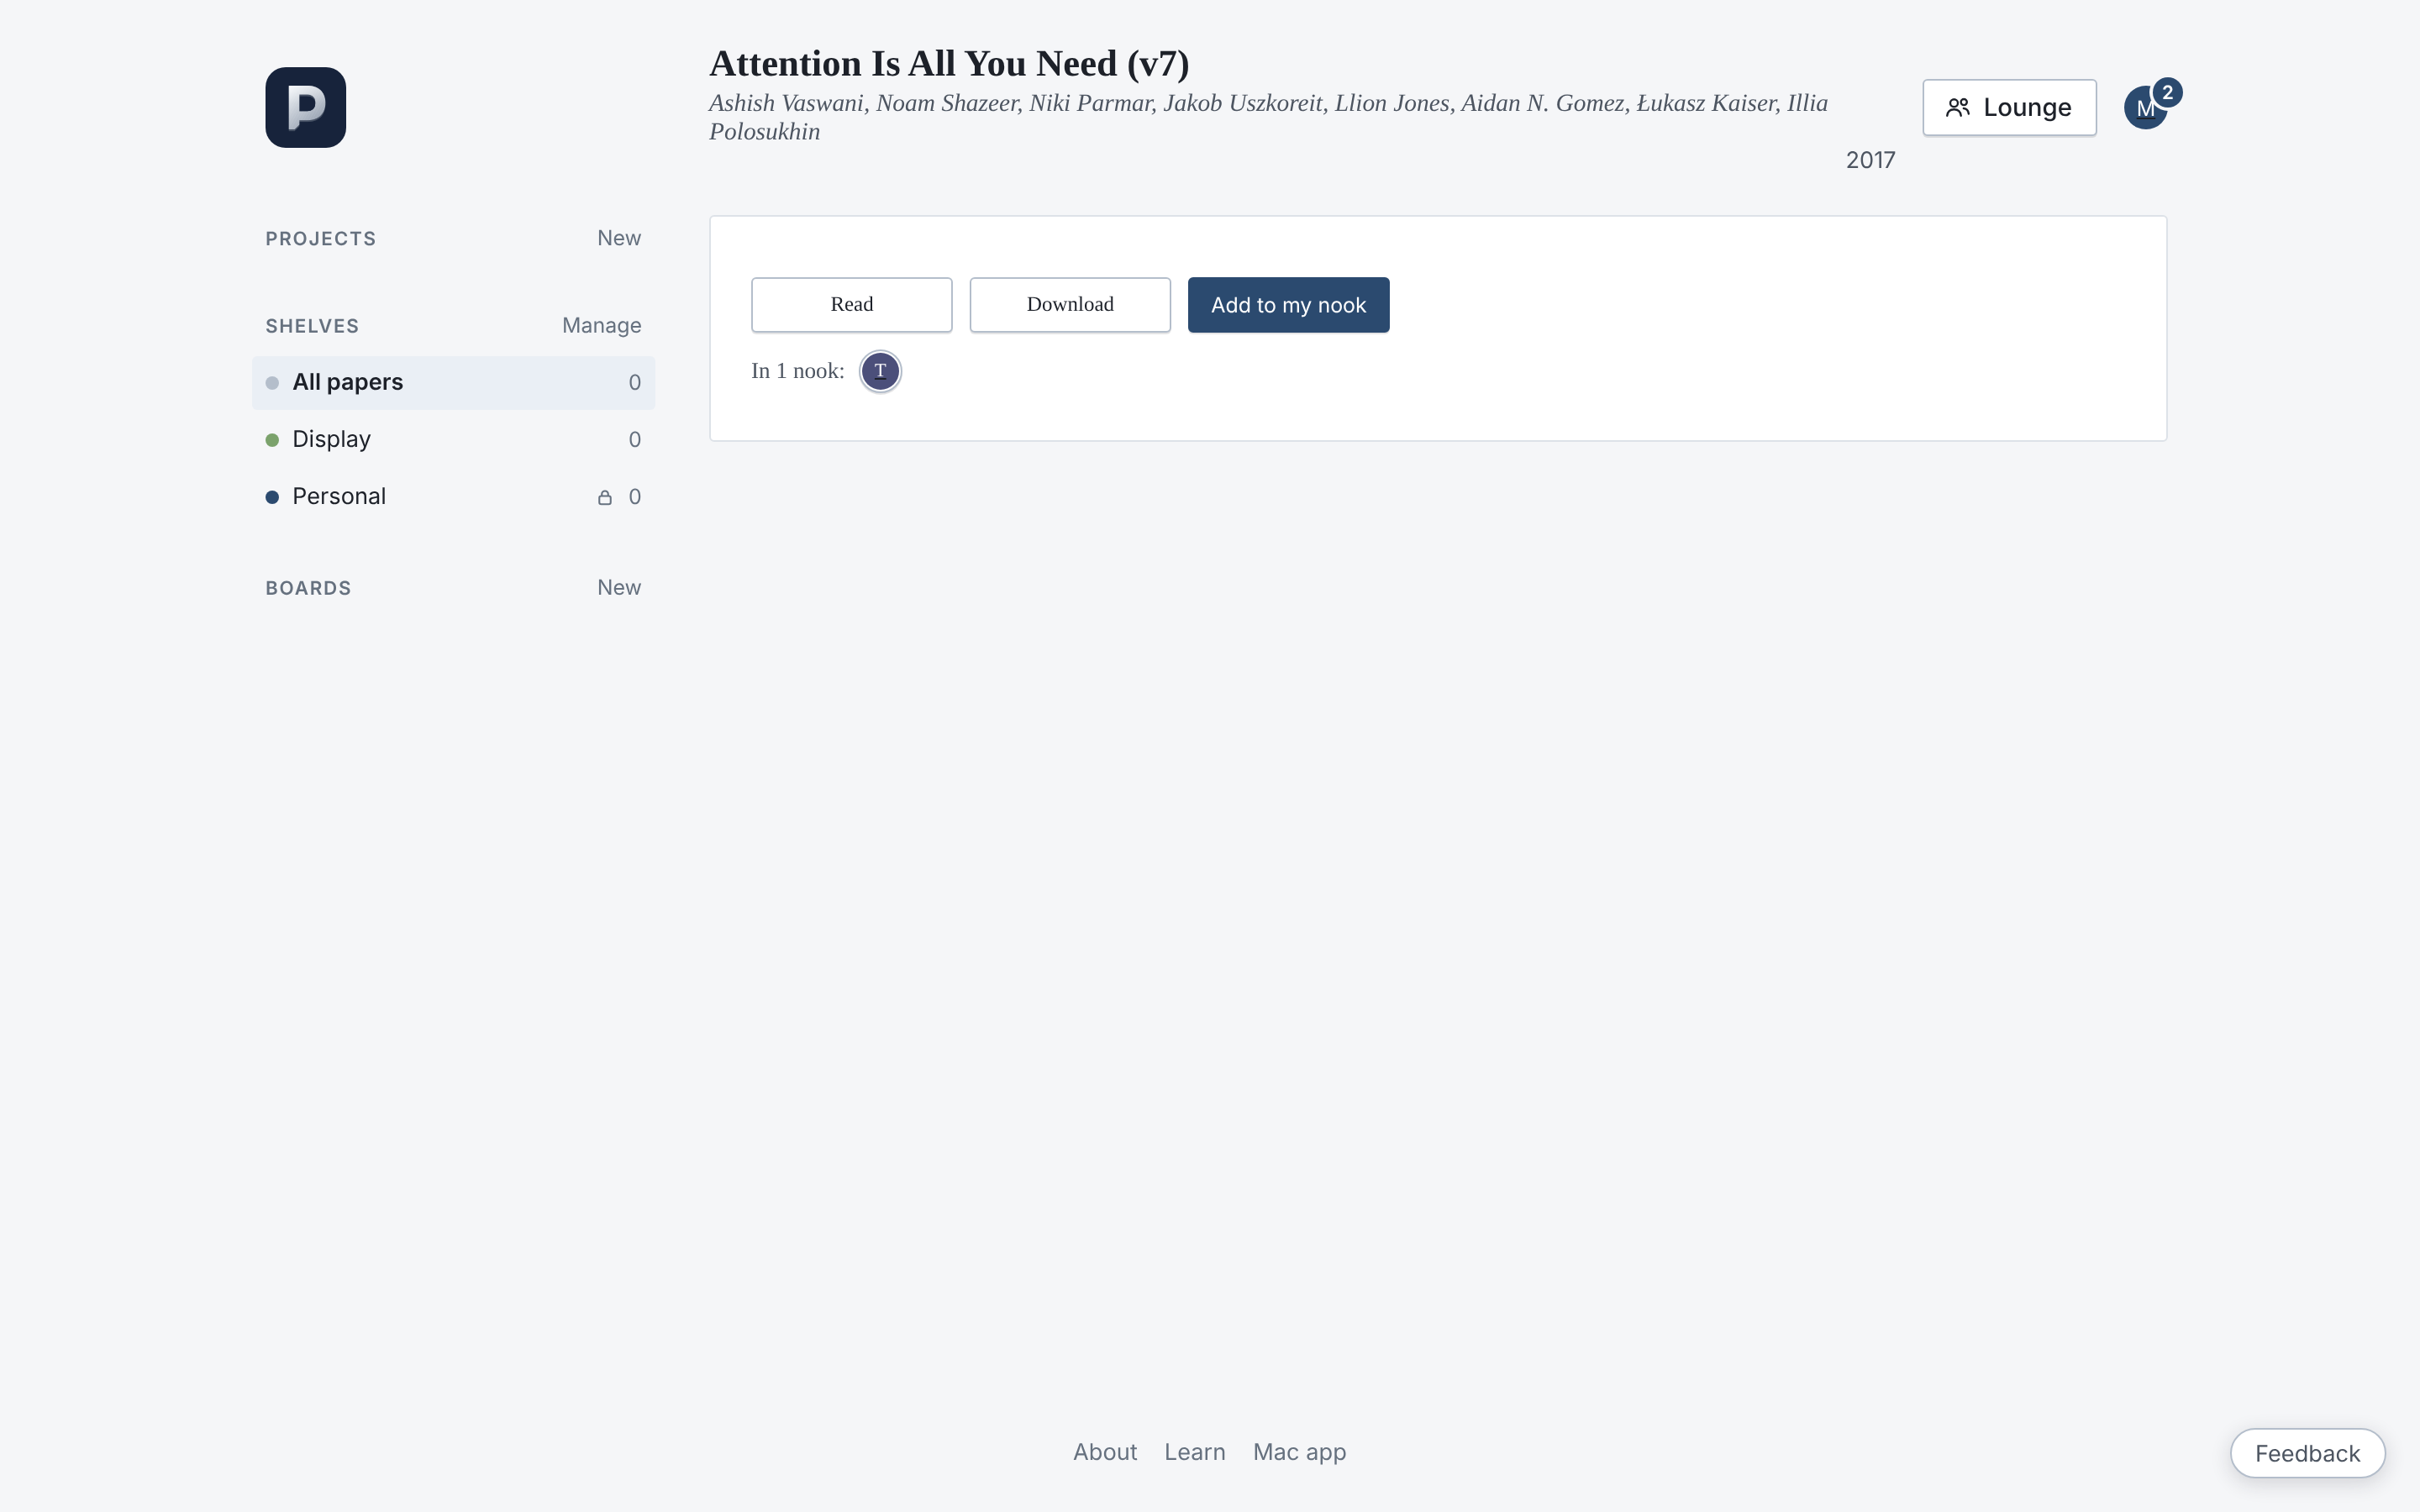 P
Attention Is All You Need (v7)
Ashish Vaswani, Noam Shazeer, Niki Parmar, Jakob Uszkoreit, Llion Jones, Aidan N. Gomez, Łukasz Kaiser, Illia
Polosukhin
2017
Lounge
M
2
PROJECTS New
SHELVES Manage
All papers 0
Display 0
Personal 0
BOARDS New
Read Download Add to my nook
In 1 nook: T
About Learn Mac app
Feedback